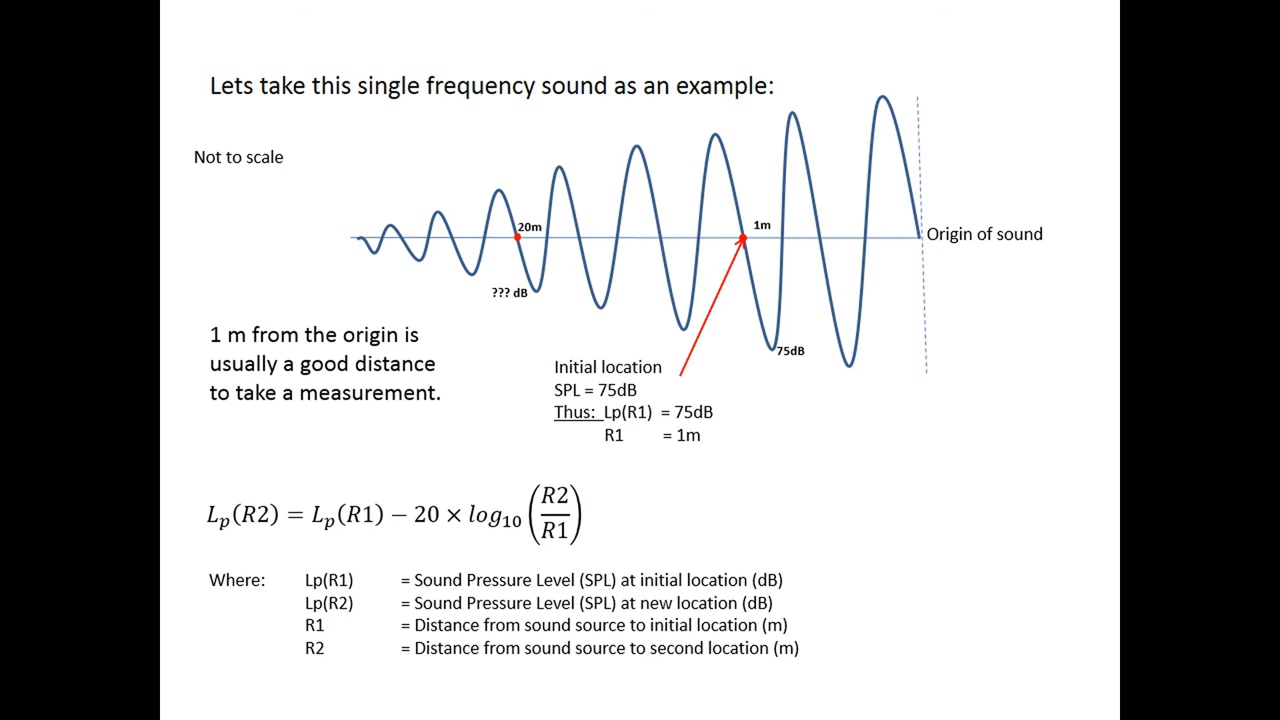 Lets take this single frequency sound as an example:
Not to scale
20m
1m
Origin of sound
??? dB
75dB
1 m from the origin is
usually a good distance
to take a measurement.
Initial location
SPL = 75dB
Thus: Lp(R1) = 75dB
R1 = 1m
Lp(R2) = Lp(R1) − 20 × log10 (R2/R1)
Where: Lp(R1) = Sound Pressure Level (SPL) at initial location (dB)
Lp(R2) = Sound Pressure Level (SPL) at new location (dB)
R1 = Distance from sound source to initial location (m)
R2 = Distance from sound source to second location (m)